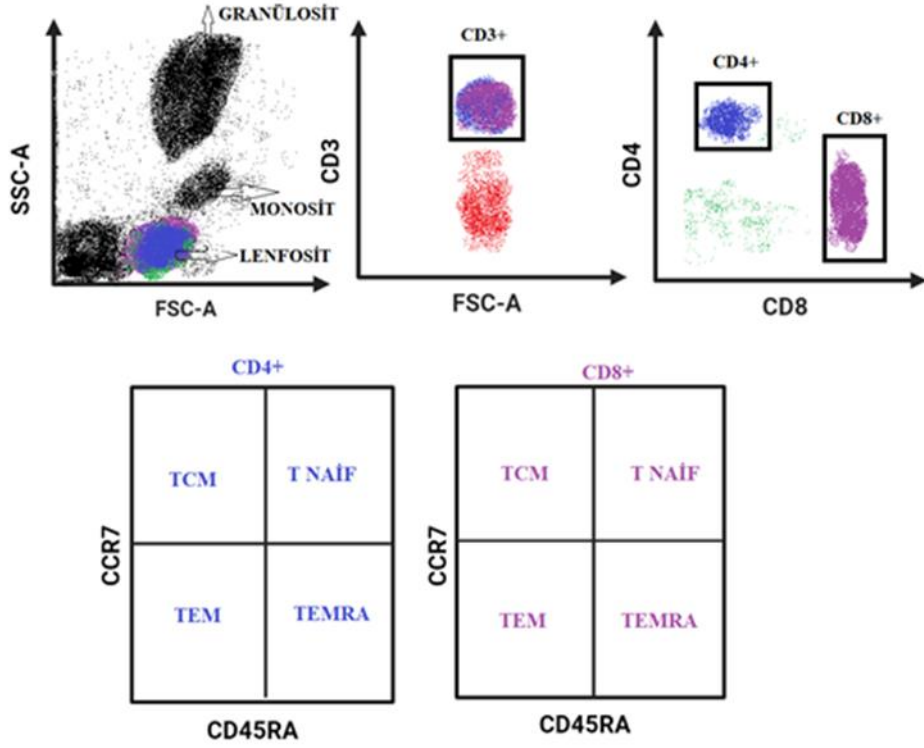 GRANÜLOSİT
MONOSİT
LENFOSİT
SSC-A
FSC-A
CD3+
CD3
FSC-A
CD4+
CD8+
CD4
CD8
CD4+
TCM
T NAİF
TEM
TEMRA
CCR7
CD45RA
CD8+
TCM
T NAİF
TEM
TEMRA
CCR7
CD45RA